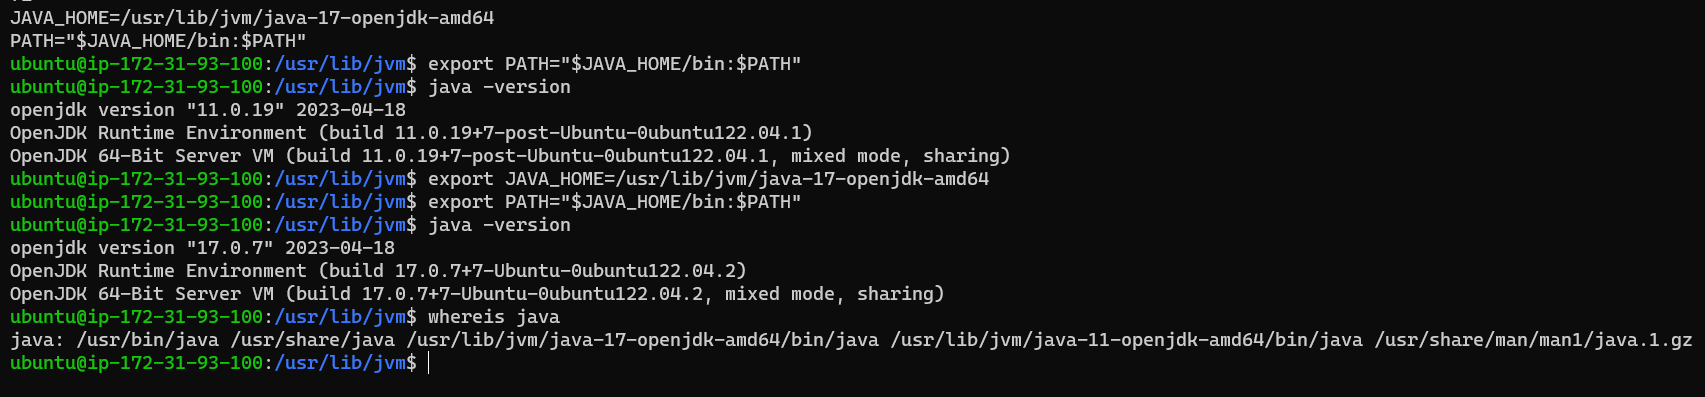 JAVA_HOME=/usr/lib/jvm/java-17-openjdk-amd64
PATH="$JAVA_HOME/bin:$PATH"
ubuntu@ip-172-31-93-100:/usr/lib/jvm$ export PATH="$JAVA_HOME/bin:$PATH"
ubuntu@ip-172-31-93-100:/usr/lib/jvm$ java -version
openjdk version "11.0.19" 2023-04-18
OpenJDK Runtime Environment (build 11.0.19+7-post-Ubuntu-0ubuntu122.04.1)
OpenJDK 64-Bit Server VM (build 11.0.19+7-post-Ubuntu-0ubuntu122.04.1, mixed mode, sharing)
ubuntu@ip-172-31-93-100:/usr/lib/jvm$ export JAVA_HOME=/usr/lib/jvm/java-17-openjdk-amd64
ubuntu@ip-172-31-93-100:/usr/lib/jvm$ export PATH="$JAVA_HOME/bin:$PATH"
ubuntu@ip-172-31-93-100:/usr/lib/jvm$ java -version
openjdk version "17.0.7" 2023-04-18
OpenJDK Runtime Environment (build 17.0.7+7-Ubuntu-0ubuntu122.04.2)
OpenJDK 64-Bit Server VM (build 17.0.7+7-Ubuntu-0ubuntu122.04.2, mixed mode, sharing)
ubuntu@ip-172-31-93-100:/usr/lib/jvm$ whereis java
java: /usr/bin/java /usr/share/java /usr/lib/jvm/java-17-openjdk-amd64/bin/java /usr/lib/jvm/java-11-openjdk-amd64/bin/java /usr/share/man/man1/java.1.gz
ubuntu@ip-172-31-93-100:/usr/lib/jvm$